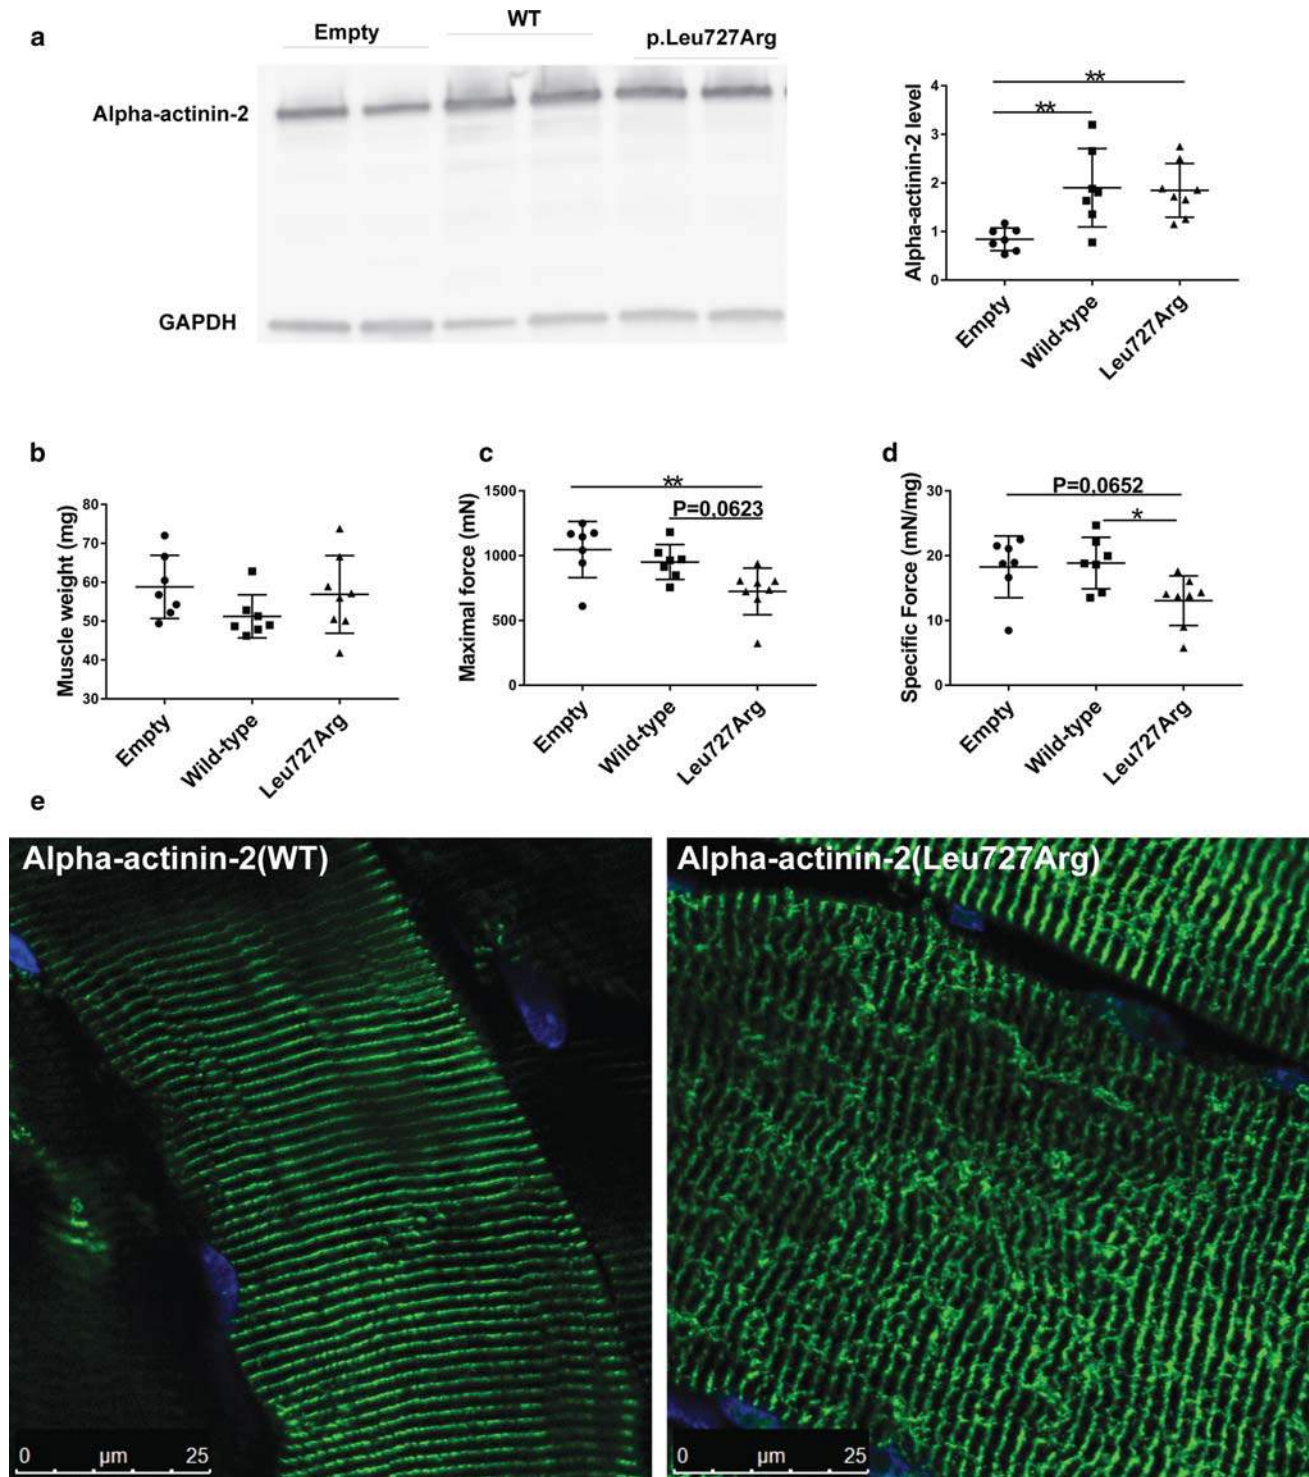 a
Empty
WT
p.Leu727Arg
Alpha-actinin-2
GAPDH
Alpha-actinin-2 level
4
3
2
1
0
**
**
Empty
Wild-type
Leu727Arg
b
Muscle weight (mg)
80
70
60
50
40
30
Empty
Wild-type
Leu727Arg
c
Maximal force (mN)
1500
1000
500
0
**
P=0,0623
Empty
Wild-type
Leu727Arg
d
Specific Force (mN/mg)
30
20
10
0
P=0,0652
*
Empty
Wild-type
Leu727Arg
e
Alpha-actinin-2(WT)
0 µm 25
Alpha-actinin-2(Leu727Arg)
0 µm 25